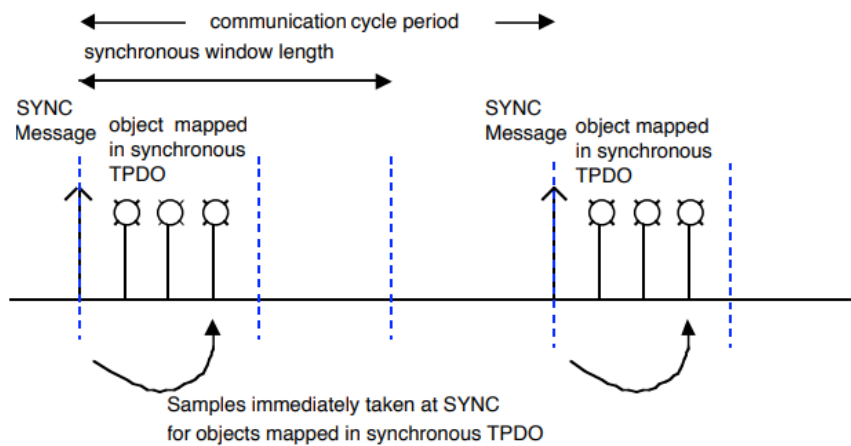 communication cycle period
synchronous window length
SYNC
Message
object mapped
in synchronous
TPDO
SYNC
Message
object mapped
in synchronous
TPDO
Samples immediately taken at SYNC
for objects mapped in synchronous TPDO